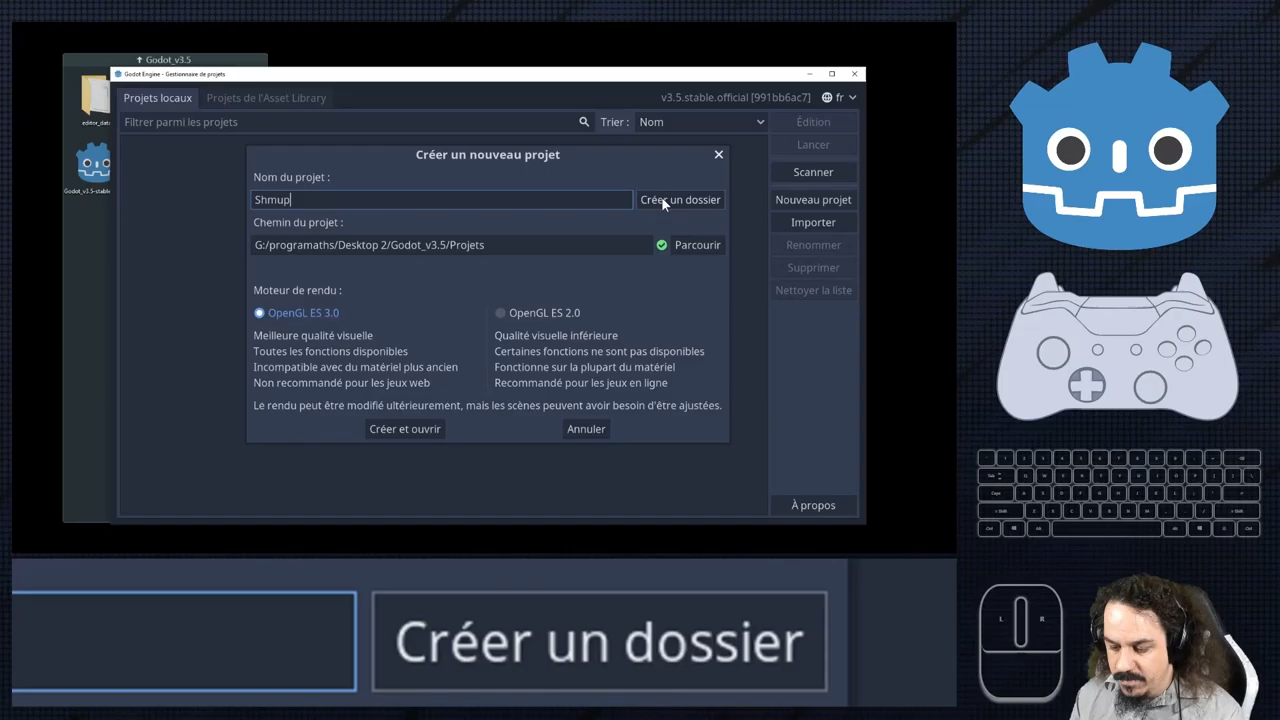 Godot_v3.5
editor_data
Godot_v3.5-stable
Godot Engine - Gestionnaire de projets
Projets locaux
Projets de l'Asset Library
v3.5.stable.official [991bb6ac7]
fr
Filtrer parmi les projets
Trier :
Nom
Édition
Lancer
Scanner
Nouveau projet
Importer
Renommer
Supprimer
Nettoyer la liste
À propos
Créer un nouveau projet
Nom du projet :
Shmup
Créer un dossier
Chemin du projet :
G:/programaths/Desktop 2/Godot_v3.5/Projets
Parcourir
Moteur de rendu :
OpenGL ES 3.0
Meilleure qualité visuelle
Toutes les fonctions disponibles
Incompatible avec du matériel plus ancien
Non recommandé pour les jeux web
OpenGL ES 2.0
Qualité visuelle inférieure
Certaines fonctions ne sont pas disponibles
Fonctionne sur la plupart du matériel
Recommandé pour les jeux en ligne
Le rendu peut être modifié ultérieurement, mais les scènes peuvent avoir besoin d'être ajustées.
Créer et ouvrir
Annuler
Créer un dossier
L
R